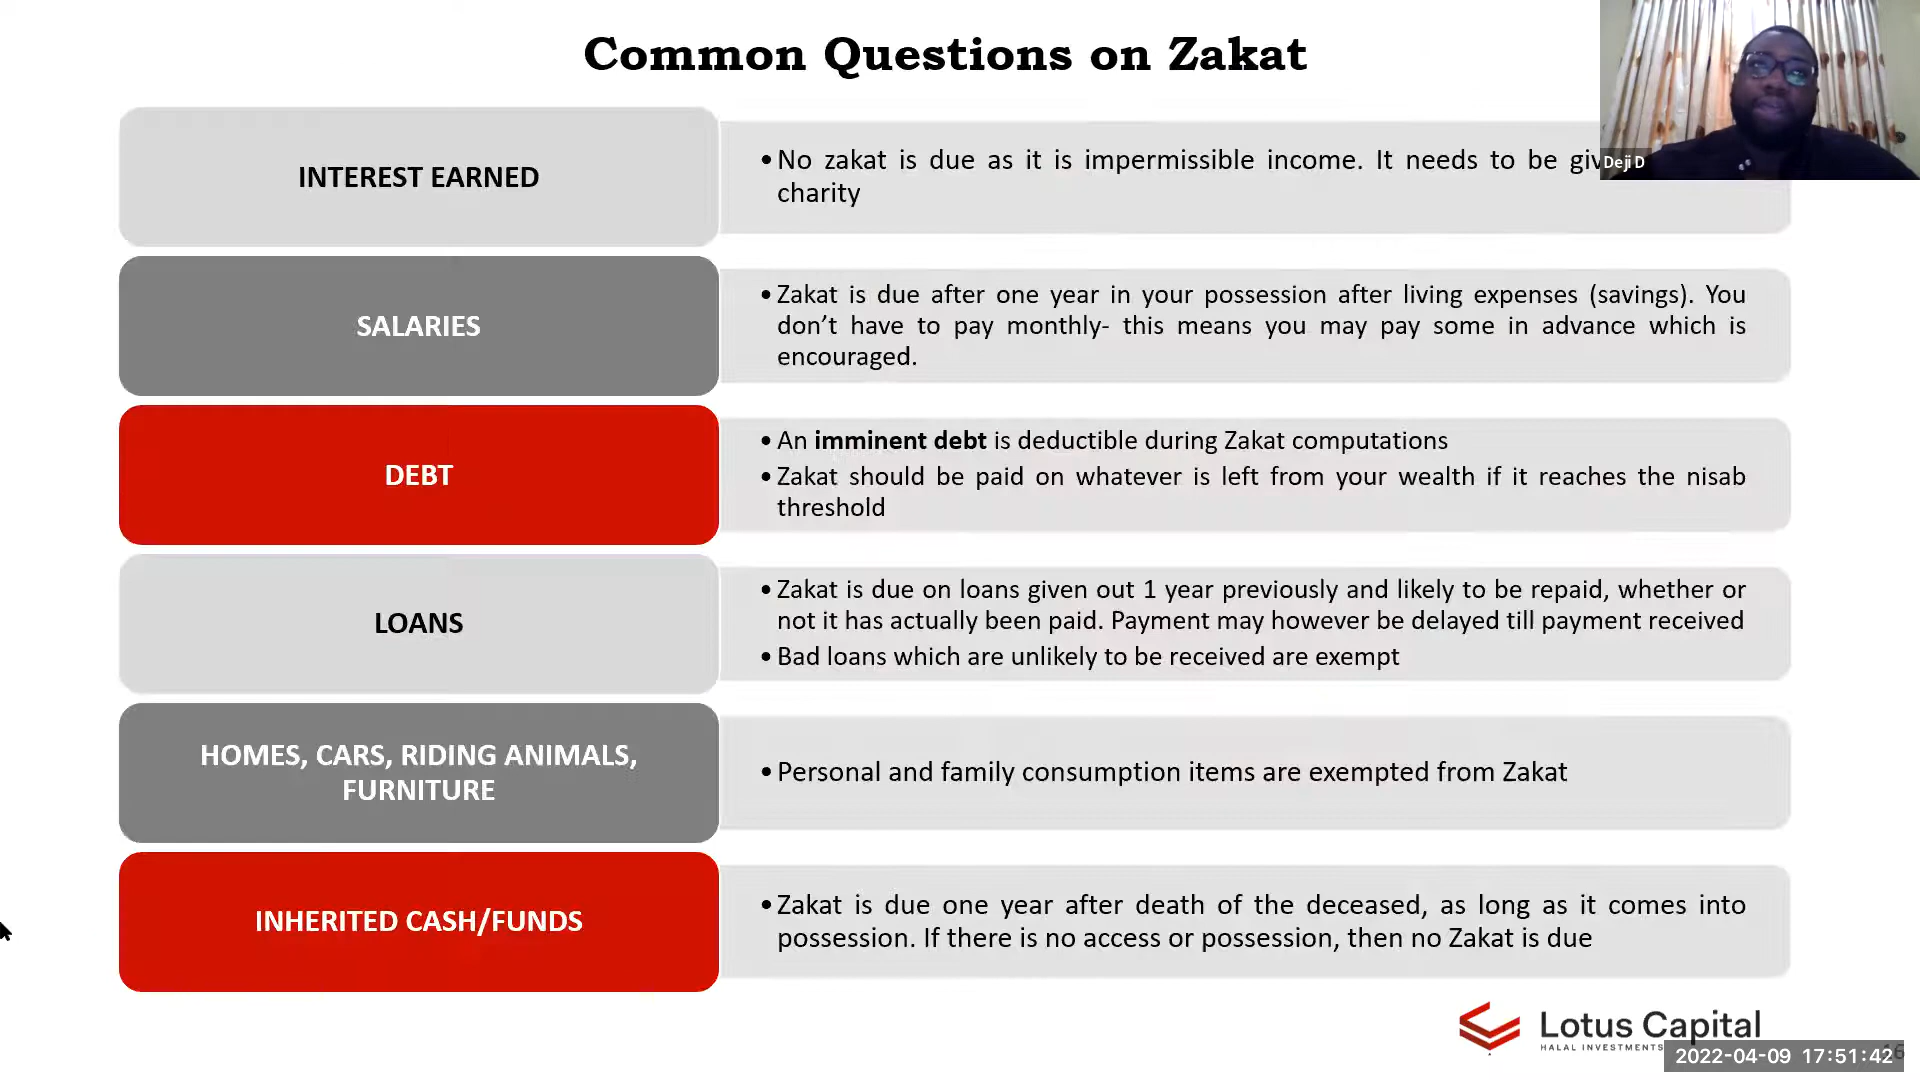 Common Questions on Zakat
INTEREST EARNED
•No zakat is due as it is impermissible income. It needs to be
charity
Deji D
SALARIES
•Zakat is due after one year in your possession after living expenses (savings). You
don’t have to pay monthly- this means you may pay some in advance which is
encouraged.
DEBT
•An imminent debt is deductible during Zakat computations
•Zakat should be paid on whatever is left from your wealth if it reaches the nisab
threshold
LOANS
•Zakat is due on loans given out 1 year previously and likely to be repaid, whether or
not it has actually been paid. Payment may however be delayed till payment received
•Bad loans which are unlikely to be received are exempt
HOMES, CARS, RIDING ANIMALS,
FURNITURE
•Personal and family consumption items are exempted from Zakat
INHERITED CASH/FUNDS
•Zakat is due one year after death of the deceased, as long as it comes into
possession. If there is no access or possession, then no Zakat is due
Lotus Capital
HALAL INVESTMENTS
2022-04-09 17:51:42